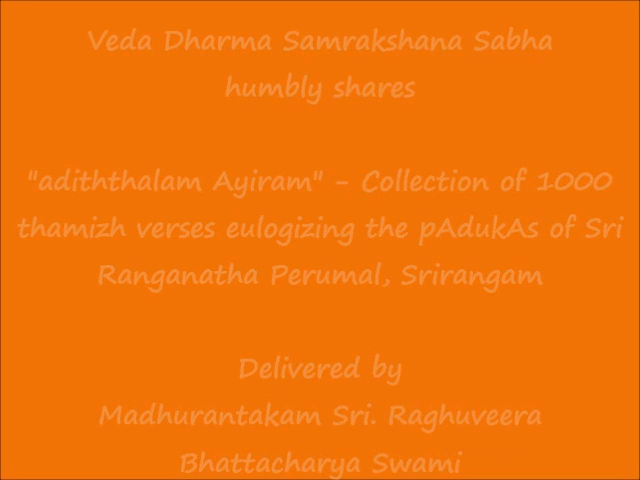 Veda Dharma Samrakshana Sabha
humbly shares
"adiththalam Ayiram" - Collection of 1000
thamizh verses eulogizing the pAdukAs of Sri
Ranganatha Perumal, Srirangam
Delivered by
Madhurantakam Sri. Raghuveera
Bhattacharya Swami